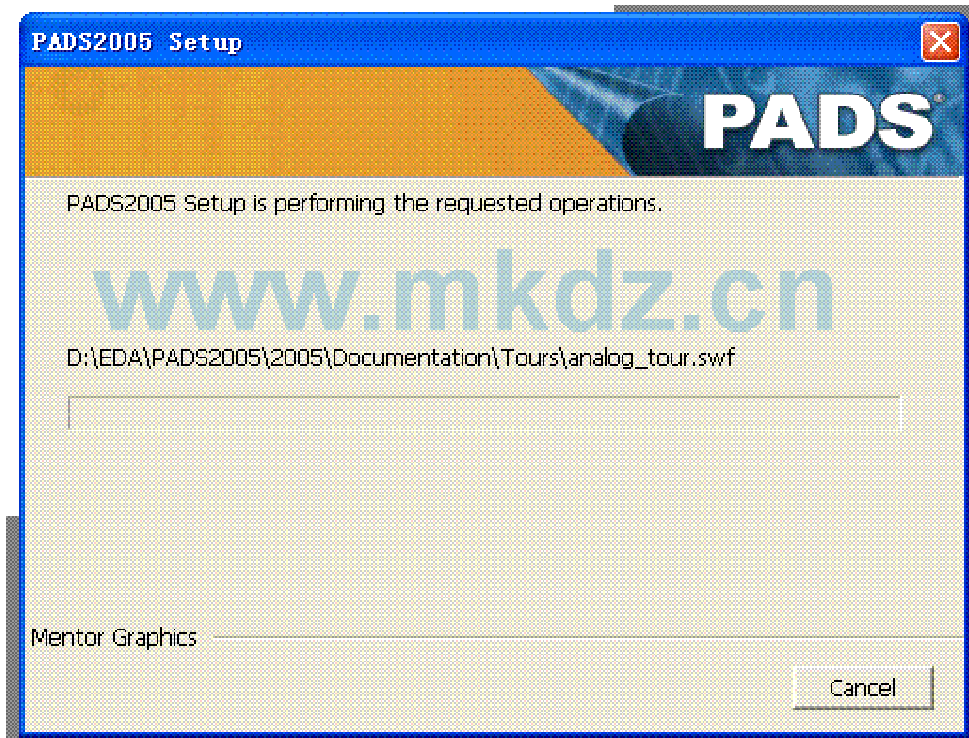 PADS2005 Setup
PADS®
PADS2005 Setup is performing the requested operations.
www.mkdz.cn
D:\EDA\PADS2005\2005\Documentation\Tours\analog_tour.swf
Mentor Graphics
Cancel